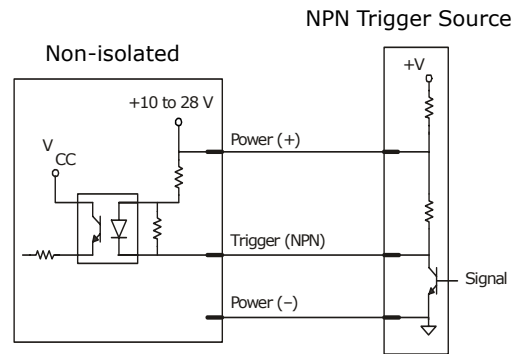 NPN Trigger Source
Non-isolated
+V
+10 to 28 V
Power (+)
V
CC
Trigger (NPN)
Signal
Power (–)